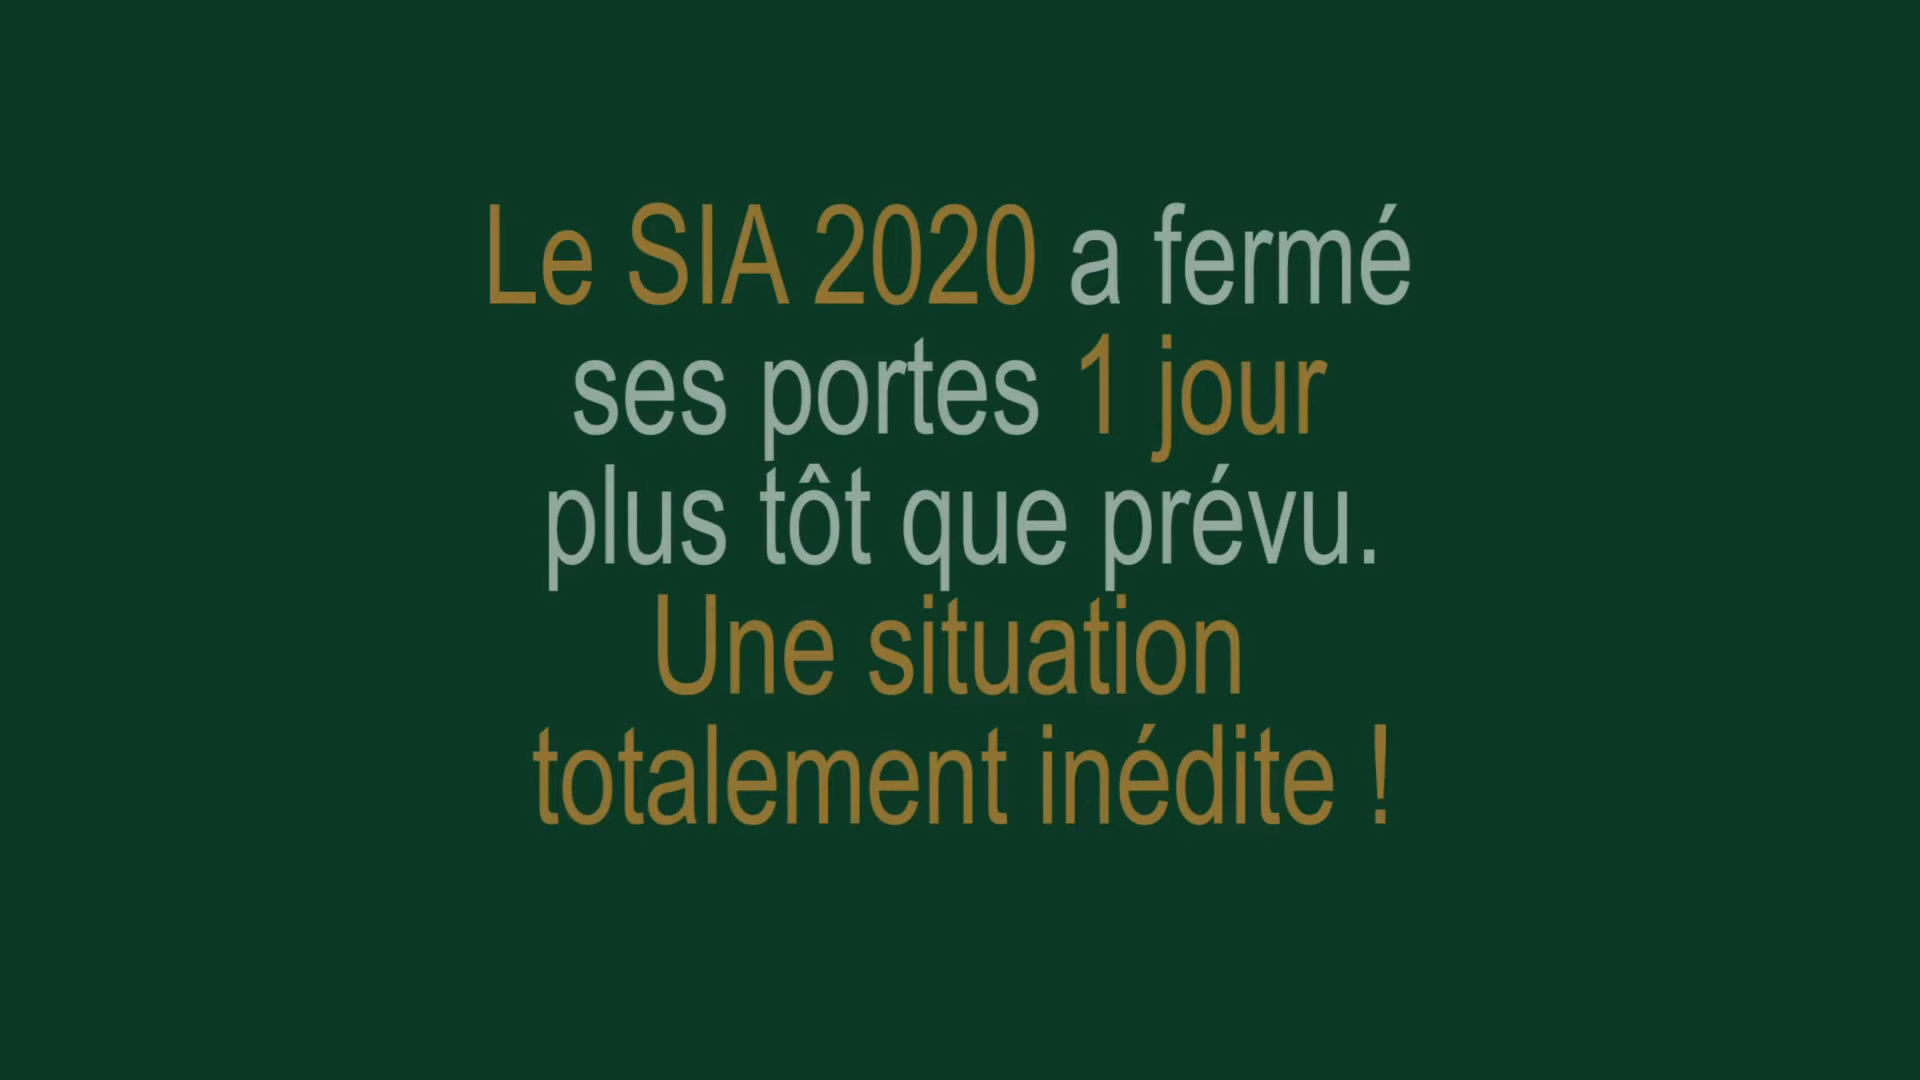 Le SIA 2020 a fermé
ses portes 1 jour
plus tôt que prévu.
Une situation
totalement inédite !